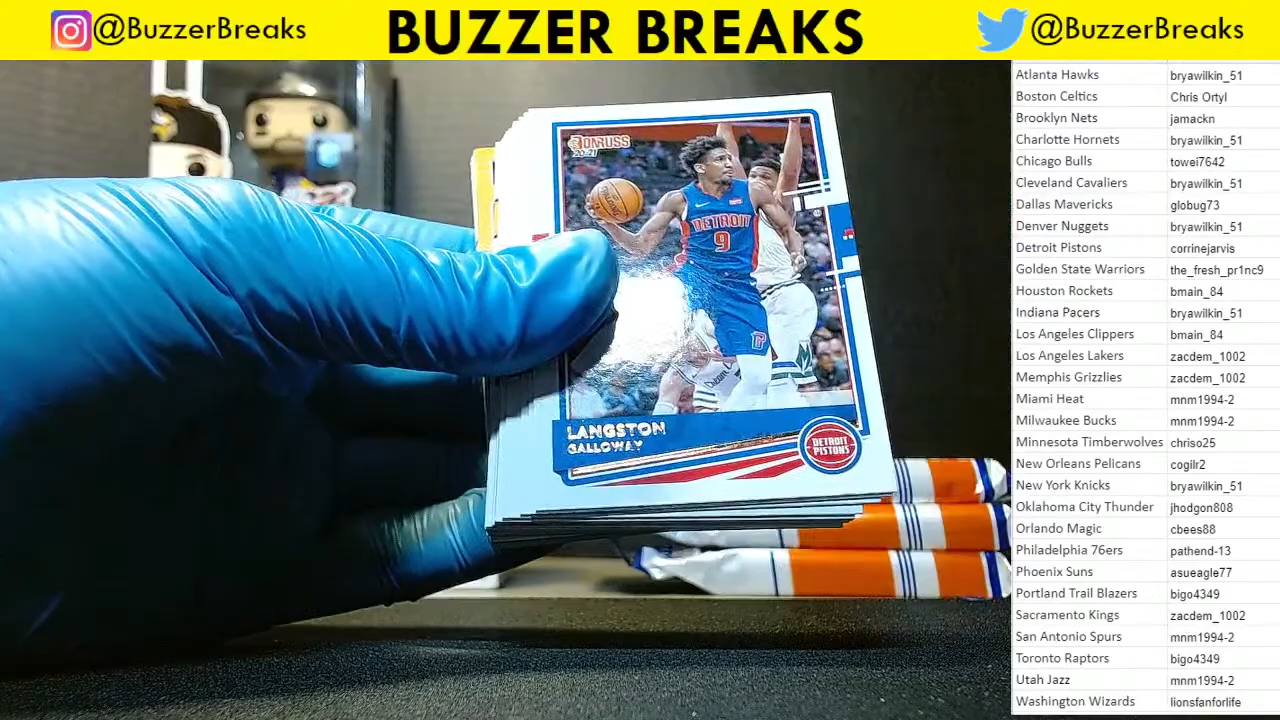 @BuzzerBreaks
BUZZER BREAKS
@BuzzerBreaks
DONRUSS
20-21
DETROIT
9
LANGSTON
GALLOWAY
DETROIT
PISTONS
Atlanta Hawks bryawilkin_51
Boston Celtics Chris Ortyl
Brooklyn Nets jamackn
Charlotte Hornets bryawilkin_51
Chicago Bulls towei7642
Cleveland Cavaliers bryawilkin_51
Dallas Mavericks globug73
Denver Nuggets bryawilkin_51
Detroit Pistons corrinejarvis
Golden State Warriors the_fresh_pr1nc9
Houston Rockets bmain_84
Indiana Pacers bryawilkin_51
Los Angeles Clippers bmain_84
Los Angeles Lakers zacdem_1002
Memphis Grizzlies zacdem_1002
Miami Heat mnm1994-2
Milwaukee Bucks mnm1994-2
Minnesota Timberwolves chriso25
New Orleans Pelicans cogilr2
New York Knicks bryawilkin_51
Oklahoma City Thunder jhodgon808
Orlando Magic cbees88
Philadelphia 76ers pathend-13
Phoenix Suns asueagle77
Portland Trail Blazers bigo4349
Sacramento Kings zacdem_1002
San Antonio Spurs mnm1994-2
Toronto Raptors bigo4349
Utah Jazz mnm1994-2
Washington Wizards lionsfanforlife